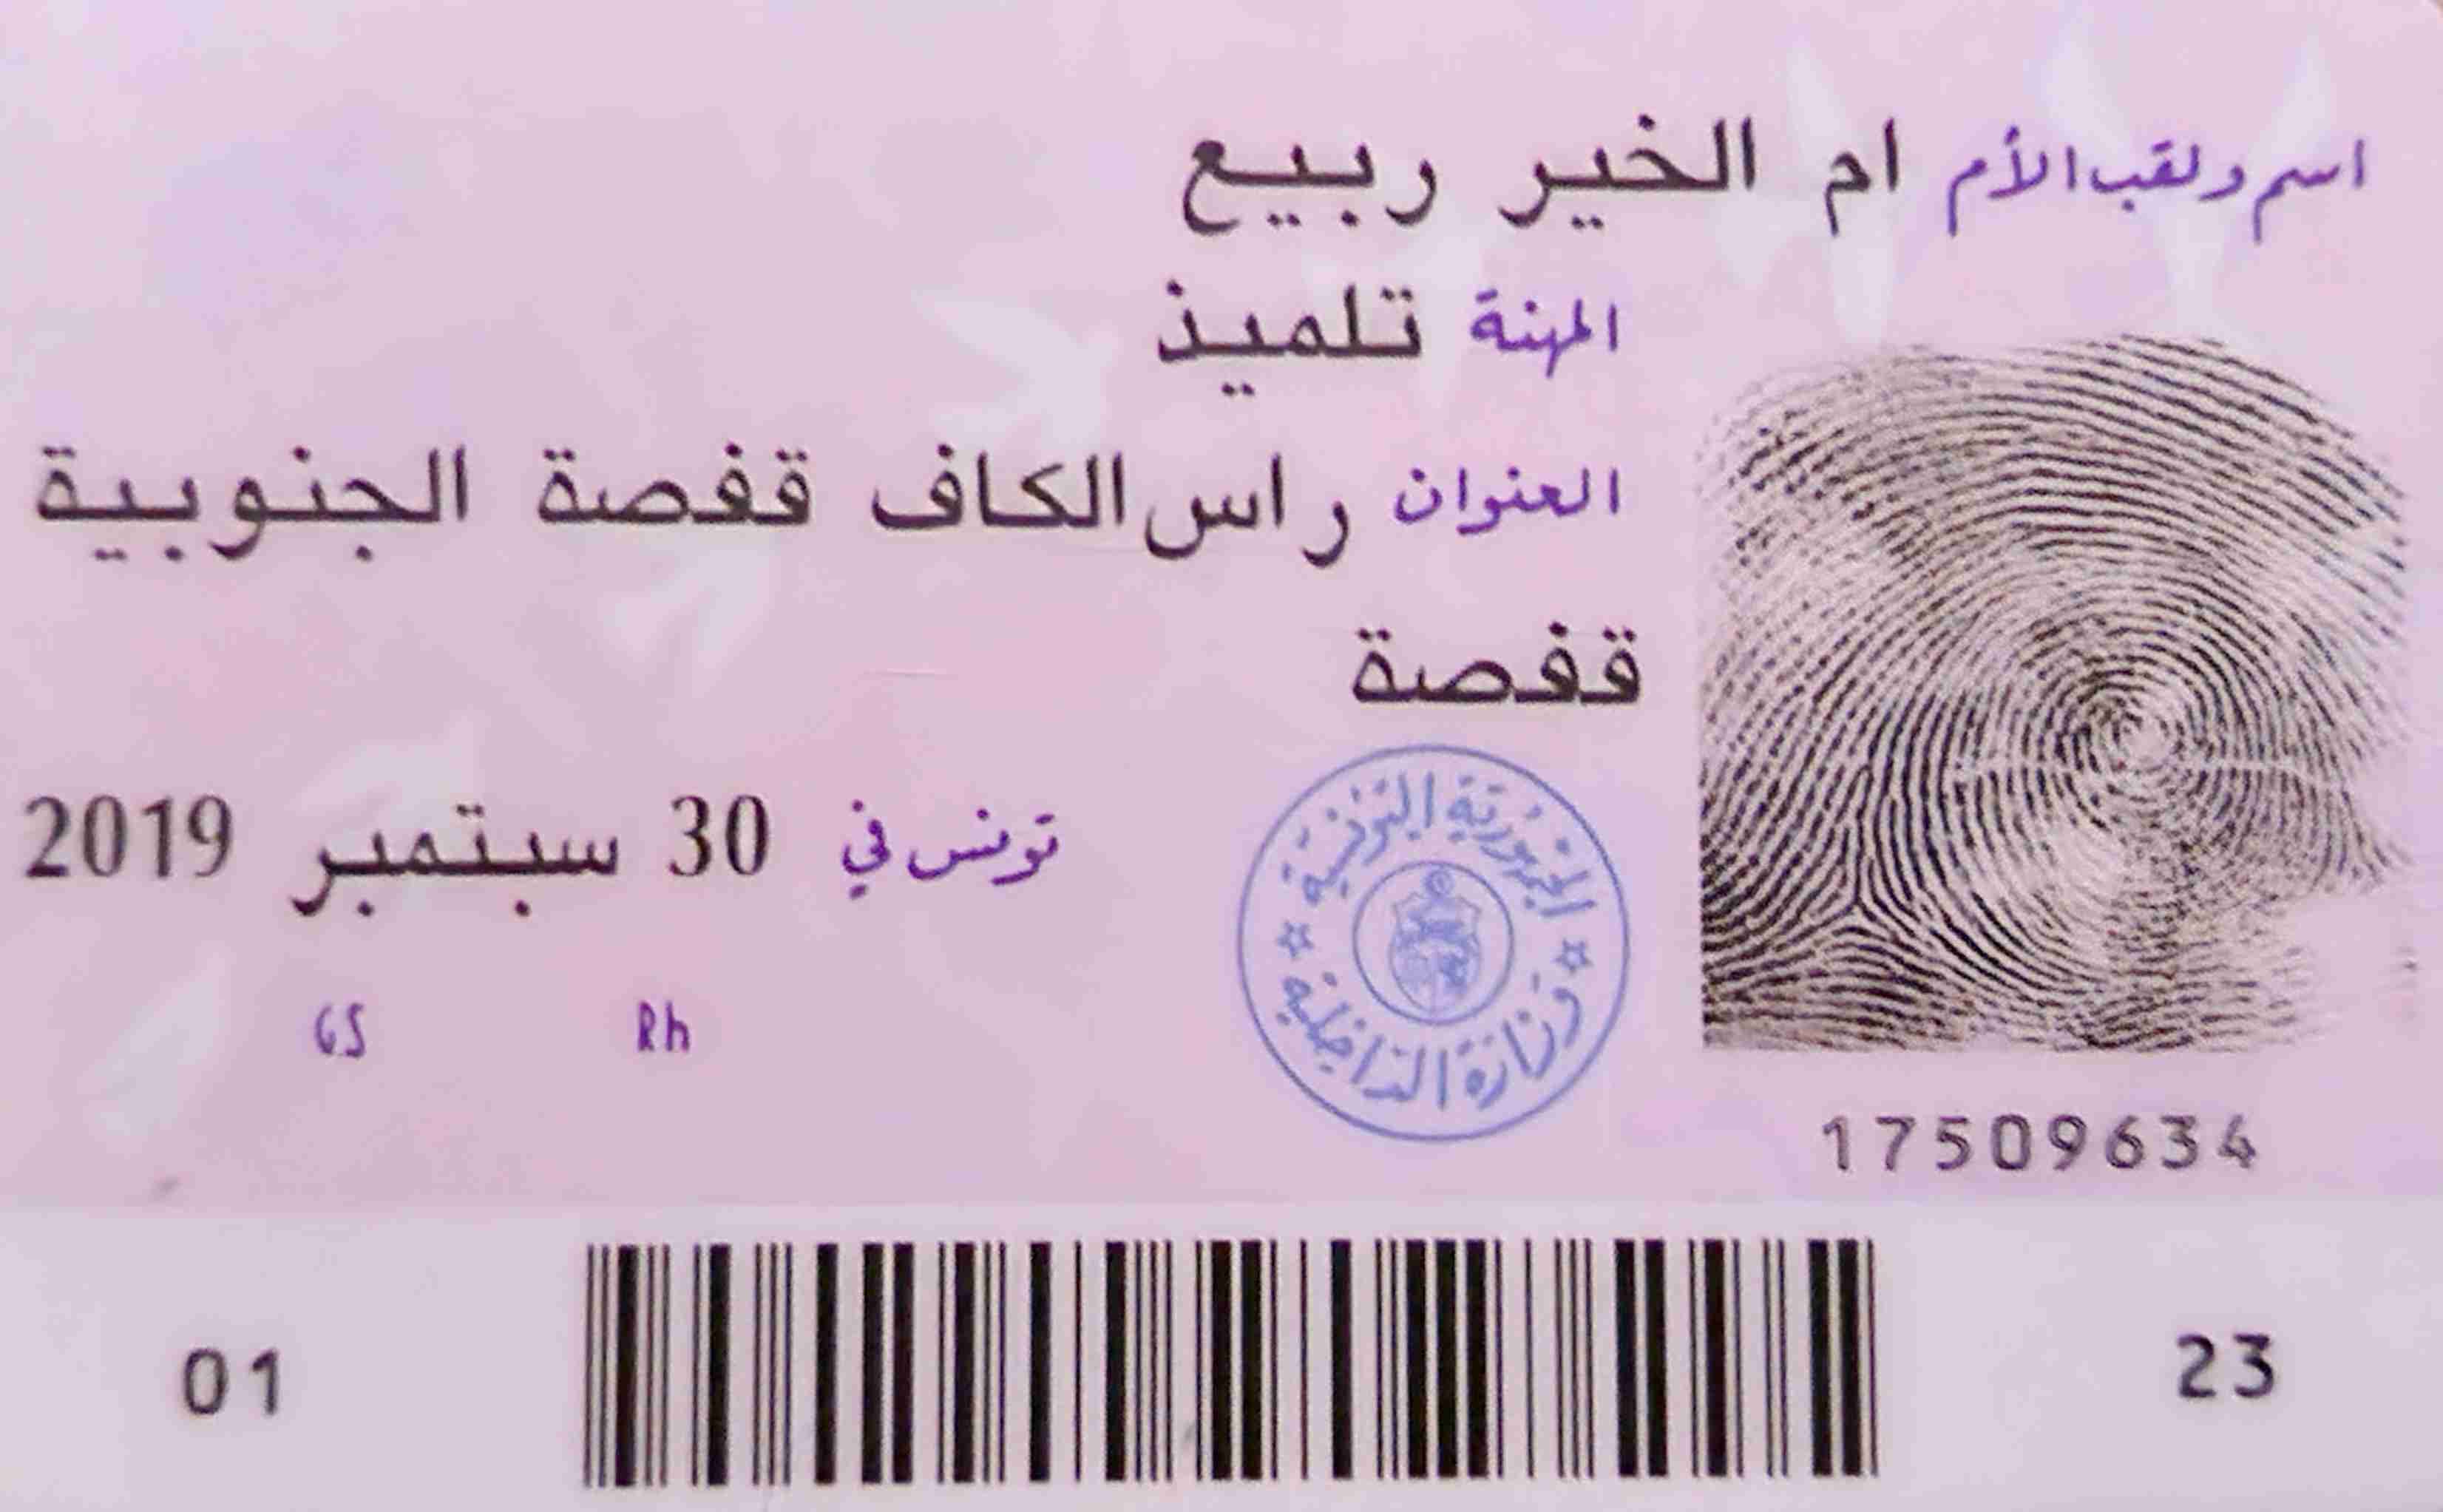 اسم ولقب الأم ام الخير ربيع
المهنة تلميذ
العنوان راس الكاف قفصة الجنوبية
قفصة
تونس في 30 سبتمبر 2019
الجمهورية التونسية
وزارة الداخلية
GS Rh
17509634
01 23